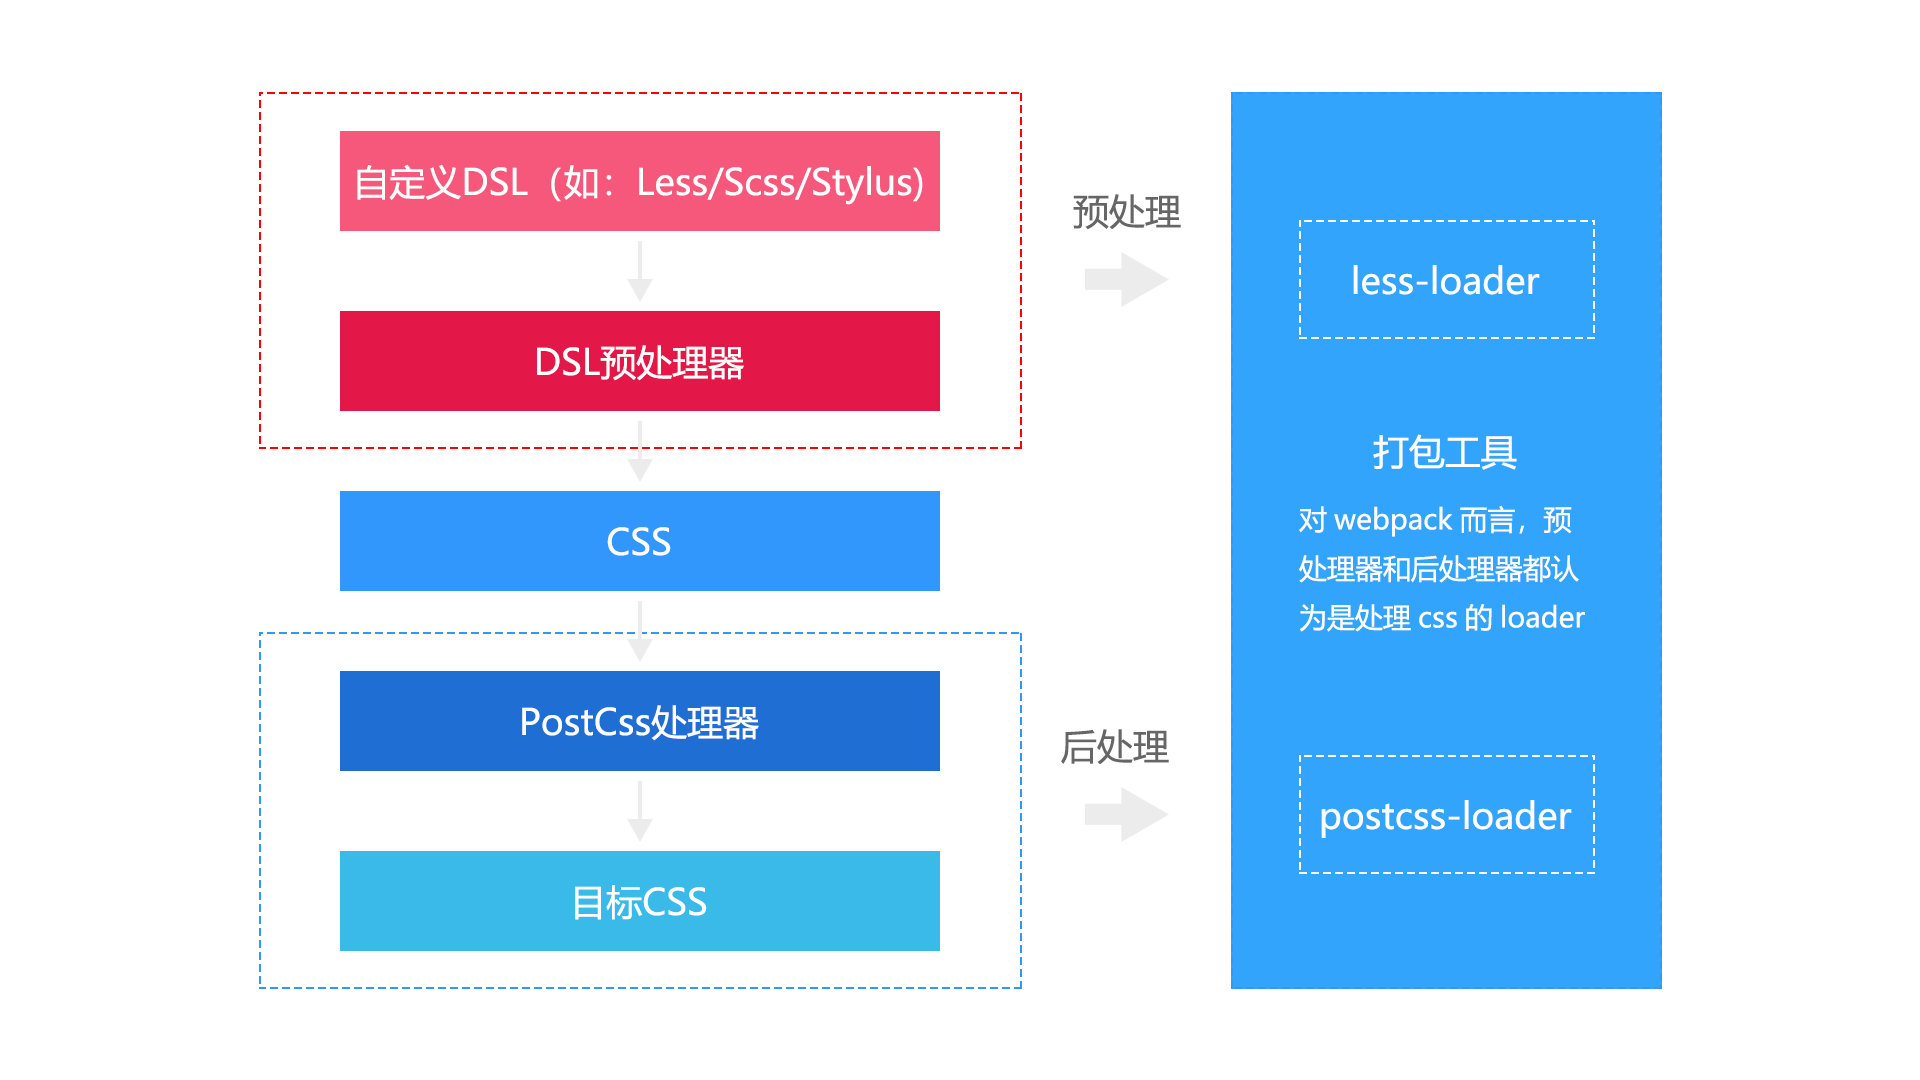 自定义DSL（如：Less/Scss/Stylus)
DSL预处理器
CSS
PostCss处理器
目标CSS
预处理
后处理
less-loader
打包工具
对 webpack 而言，预
处理器和后处理器都认
为是处理 css 的 loader
postcss-loader